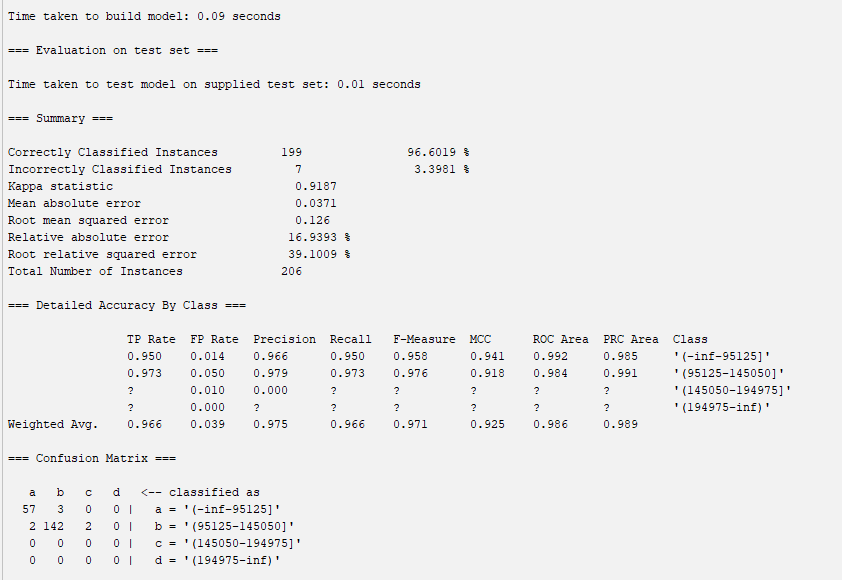 Time taken to build model: 0.09 seconds
=== Evaluation on test set ===
Time taken to test model on supplied test set: 0.01 seconds
=== Summary ===
Correctly Classified Instances 199 96.6019 %
Incorrectly Classified Instances 7 3.3981 %
Kappa statistic 0.9187
Mean absolute error 0.0371
Root mean squared error 0.126
Relative absolute error 16.9393 %
Root relative squared error 39.1009 %
Total Number of Instances 206
=== Detailed Accuracy By Class ===
TP Rate FP Rate Precision Recall F-Measure MCC ROC Area PRC Area Class
0.950 0.014 0.966 0.950 0.958 0.941 0.992 0.985 '(-inf-95125]'
0.973 0.050 0.979 0.973 0.976 0.918 0.984 0.991 '(95125-145050]'
? 0.010 0.000 ? ? ? ? ? '(145050-194975]'
? 0.000 ? ? ? ? ? ? '(194975-inf)'
Weighted Avg. 0.966 0.039 0.975 0.966 0.971 0.925 0.986 0.989
=== Confusion Matrix ===
a b c d <-- classified as
57 3 0 0 | a = '(-inf-95125]'
2 142 2 0 | b = '(95125-145050]'
0 0 0 0 | c = '(145050-194975]'
0 0 0 0 | d = '(194975-inf)'